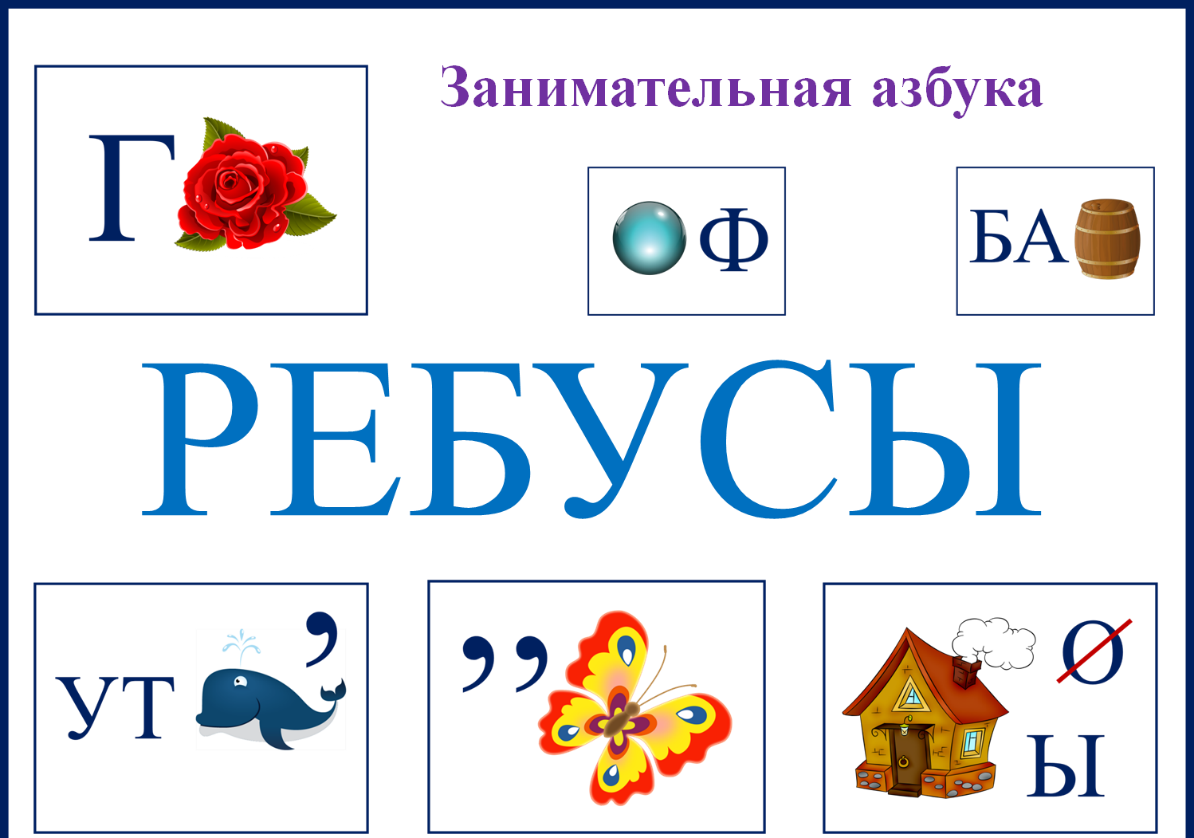 Занимательная азбука
Г
Ф
БА
РЕБУСЫ
УТ ,
,,
О
Ы